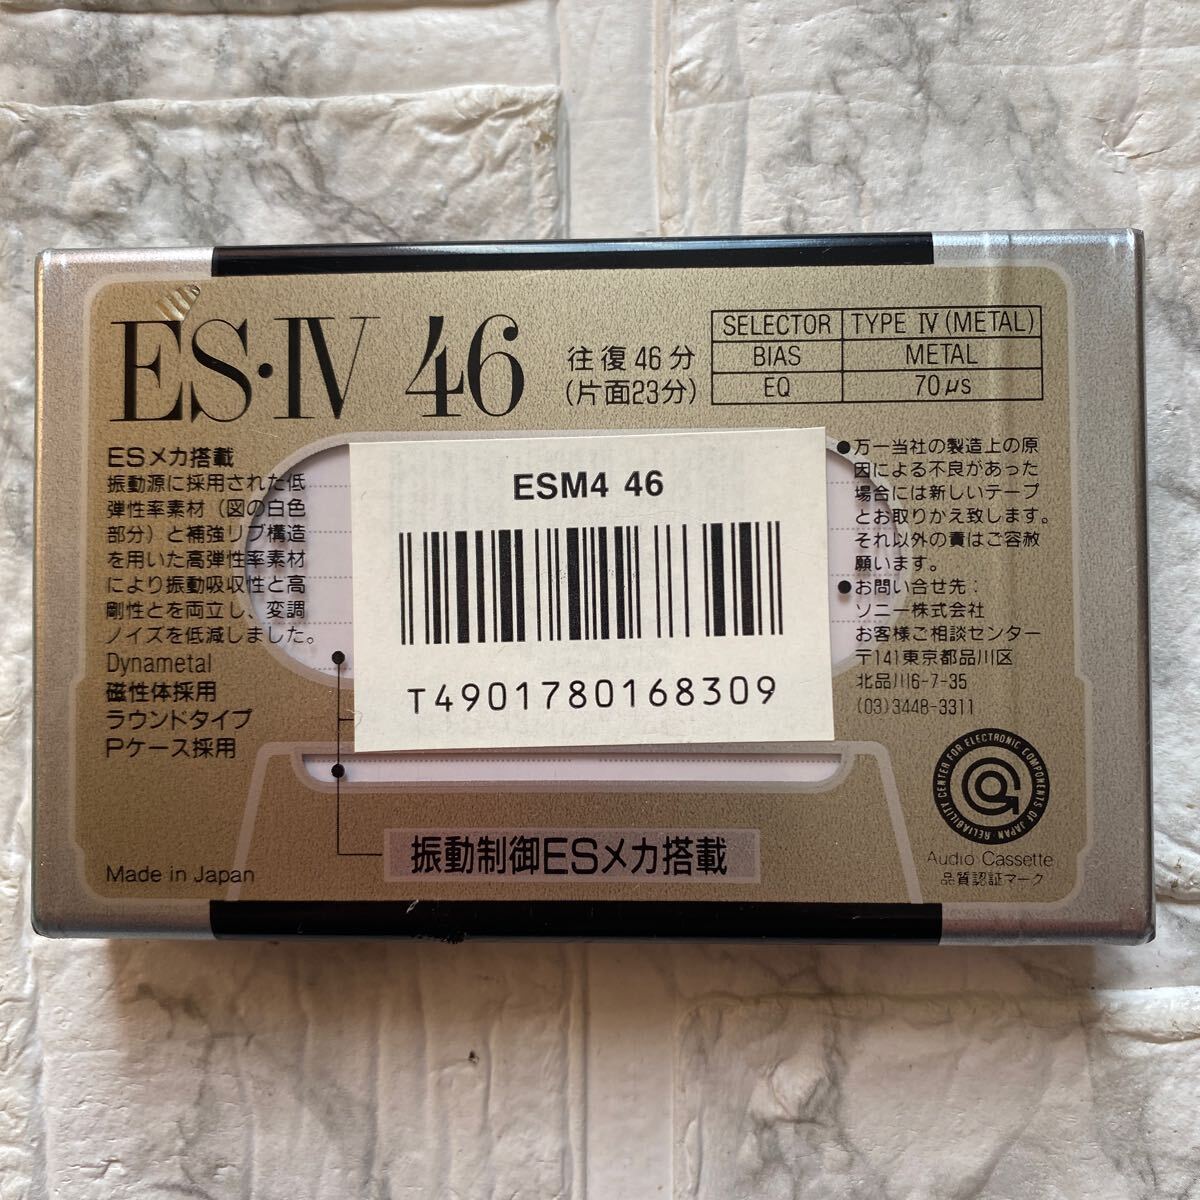 ES・IV 46
往復46分
(片面23分)
SELECTOR TYPE IV (METAL)
BIAS METAL
EQ 70μs
ESメカ搭載
振動源に採用された低
弾性率素材(図の白色
部分)と補強リブ構造
を用いた高弾性率素材
により振動吸収性と高
剛性とを両立し、変調
ノイズを低減しました。
Dynametal
磁性体採用
ラウンドタイプ
Pケース採用
ESM4 46
T4901780168309
●万一当社の製造上の原
因による不良があった
場合には新しいテープ
とお取りかえ致します。
それ以外の責はご容赦
願います。
●お問い合せ先:
ソニー株式会社
お客様ご相談センター
〒141東京都品川区
北品川6-7-35
(03)3448-3311
RELIABILITY CENTER FOR ELECTRONIC COMPONENTS OF JAPAN
Audio Cassette
品質認証マーク
振動制御ESメカ搭載
Made in Japan